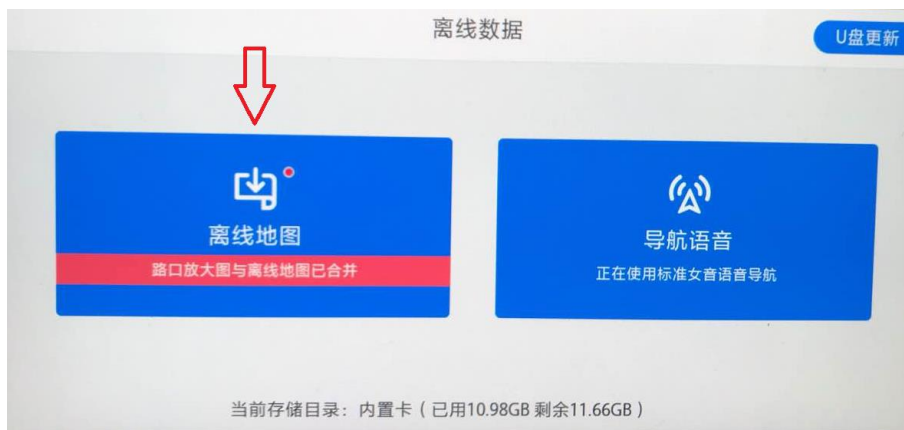 离线数据
U盘更新
离线地图
路口放大图与离线地图已合并
导航语音
正在使用标准女音语音导航
当前存储目录：内置卡（已用10.98GB 剩余11.66GB）